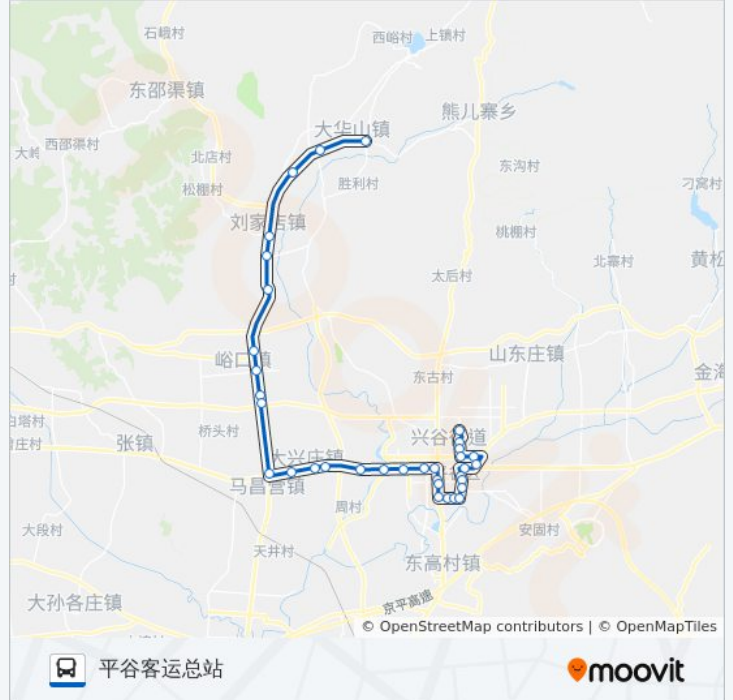 石峨村
西峪村
上镇村
东邵渠镇
熊儿寨乡
大华山镇
西邵渠村
大岭
北店村
东沟村
松棚村
胜利村
刁窝村
刘家店镇
桃棚村
黄松
北寨村
太后村
峪口镇
山东庄镇
东古村
金海
白塔村
桥头村
兴谷街道
张镇
大兴庄镇
马昌营镇
周村
大段村
安固村
天井村
东高村镇
大孙各庄镇
京平高速
© OpenStreetMap contributors | © OpenMapTiles
平谷客运总站
moovit